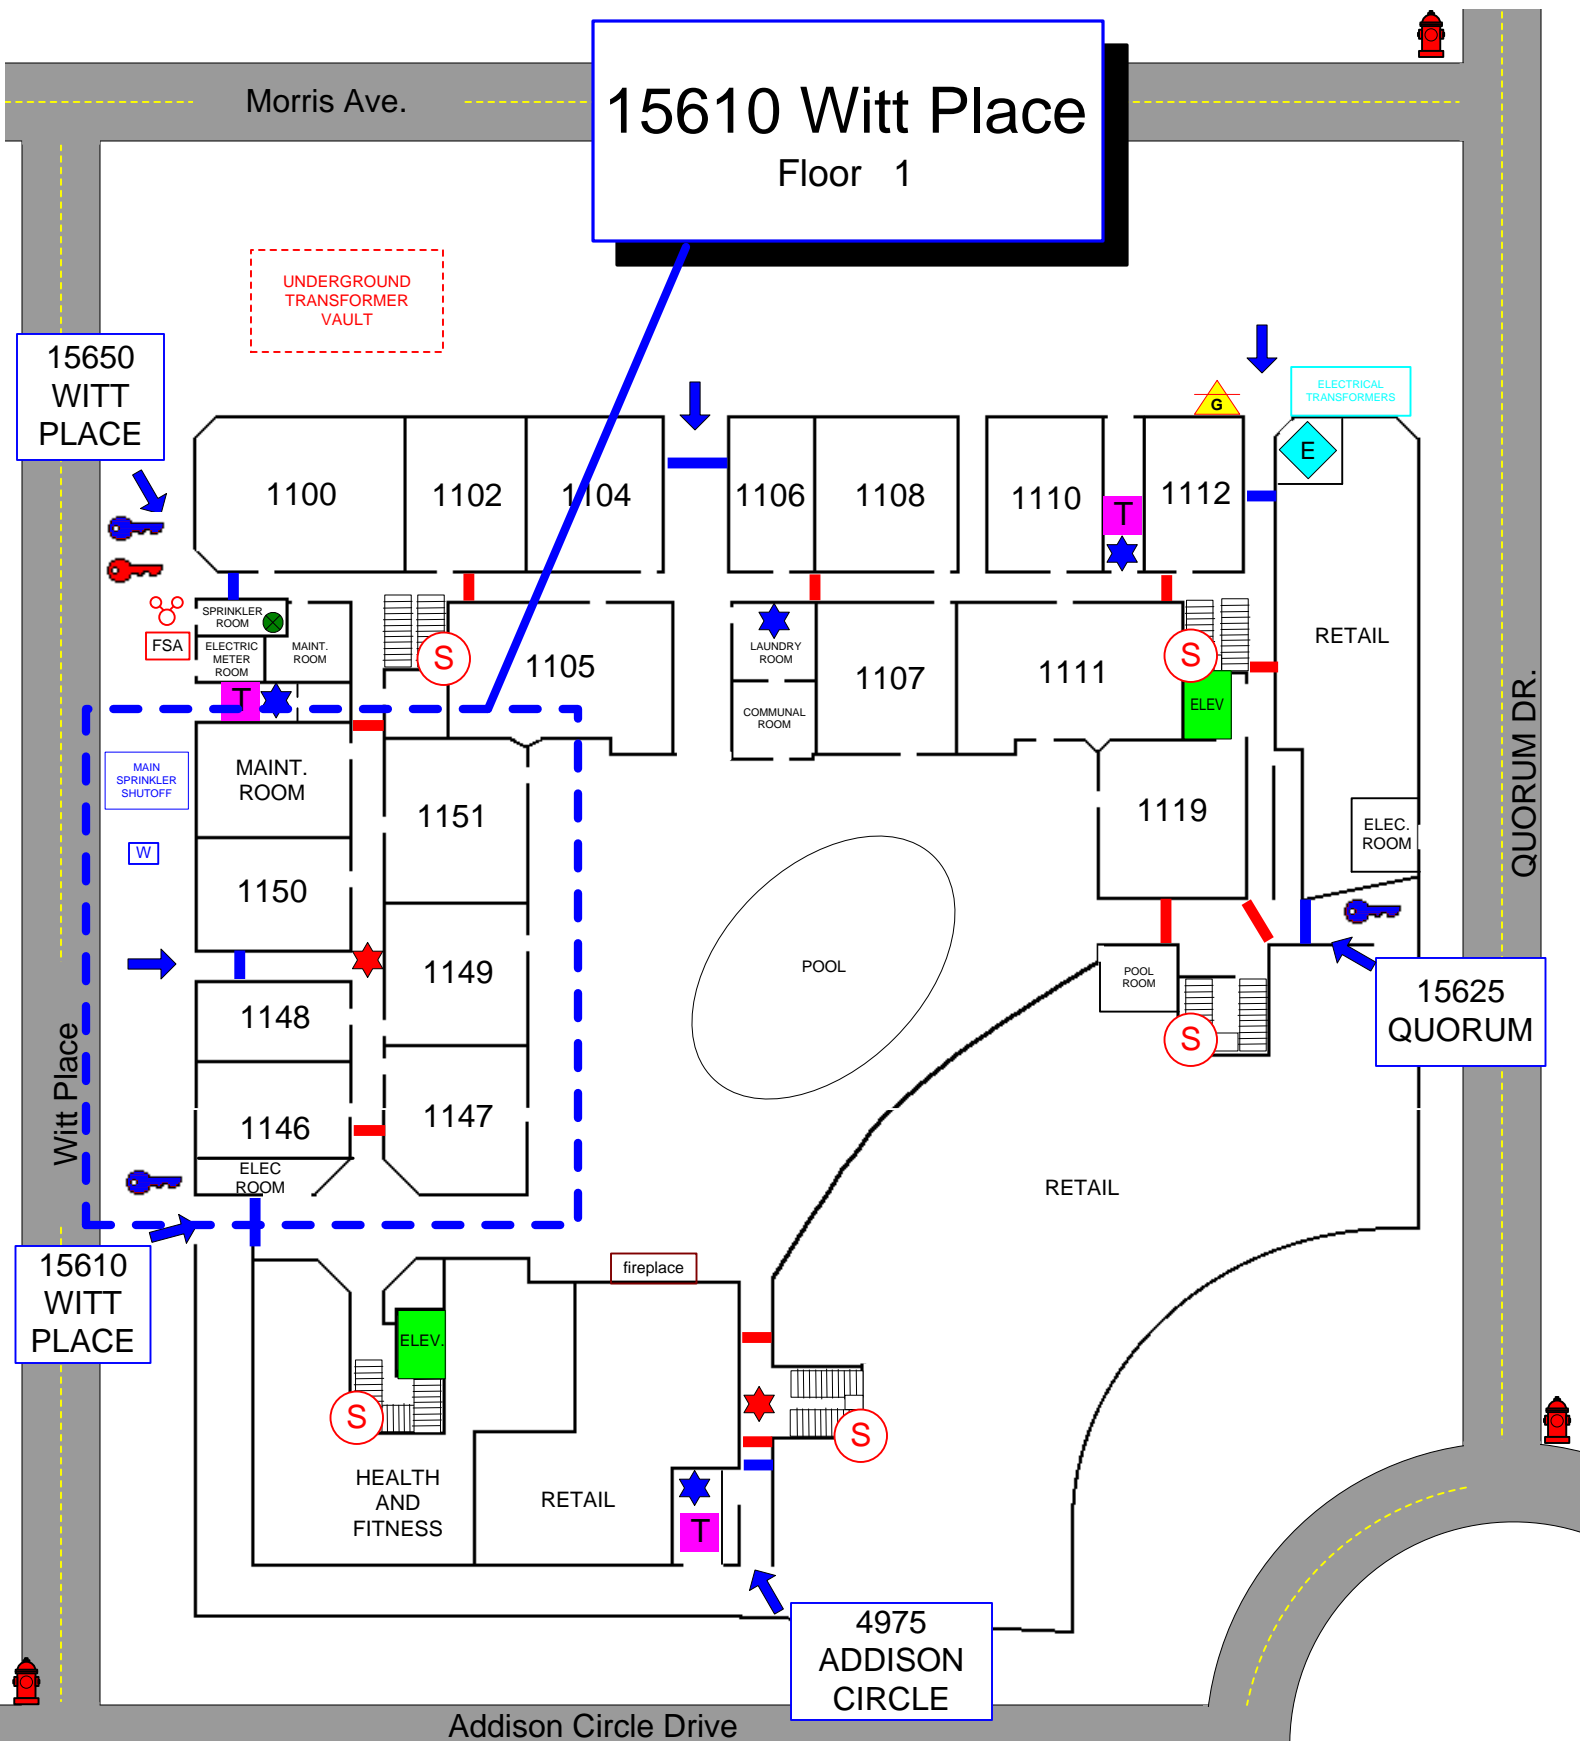 Morris Ave.
15610 Witt Place
Floor 1
UNDERGROUND
TRANSFORMER
VAULT
15650
WITT
PLACE
ELECTRICAL
TRANSFORMERS
G
E
1100
1102
1104
1106
1108
1110
T
1112
SPRINKLER
ROOM
FSA
ELECTRIC
METER
ROOM
MAINT.
ROOM
S
1105
LAUNDRY
ROOM
COMMUNAL
ROOM
1107
1111
S
ELEV
RETAIL
T
MAIN
SPRINKLER
SHUTOFF
MAINT.
ROOM
1151
1119
ELEC.
ROOM
QUORUM DR.
W
1150
1149
POOL
POOL
ROOM
15625
QUORUM
1148
S
Witt Place
1146
1147
ELEC
ROOM
RETAIL
15610
WITT
PLACE
fireplace
ELEV.
S
S
HEALTH
AND
FITNESS
RETAIL
T
4975
ADDISON
CIRCLE
Addison Circle Drive